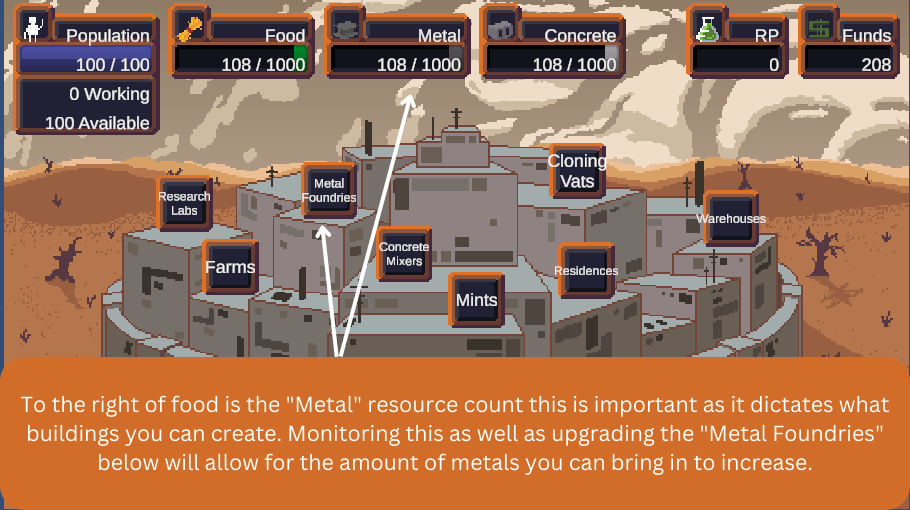 Population
100 / 100
0 Working
100 Available
Food
108 / 1000
Metal
108 / 1000
Concrete
108 / 1000
RP
0
Funds
208
Cloning
Vats
Metal
Foundries
Research
Labs
Warehouses
Concrete
Mixers
Farms
Residences
Mints
To the right of food is the "Metal" resource count this is important as it dictates what
buildings you can create. Monitoring this as well as upgrading the "Metal Foundries"
below will allow for the amount of metals you can bring in to increase.